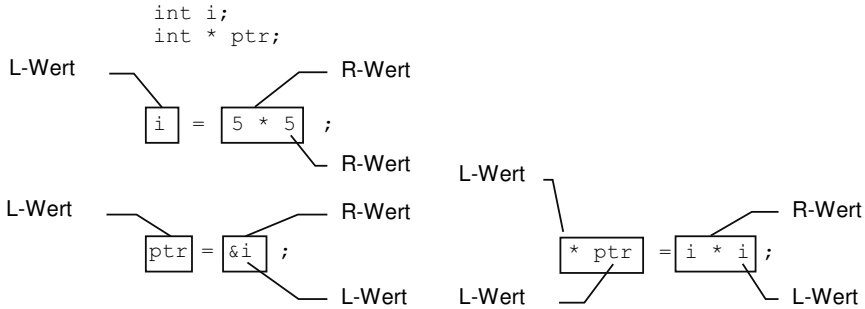 int i;
int * ptr;
L-Wert R-Wert
i = 5 * 5 ;
R-Wert
L-Wert R-Wert
ptr = &i ;
L-Wert
L-Wert
R-Wert
* ptr = i * i ;
L-Wert L-Wert